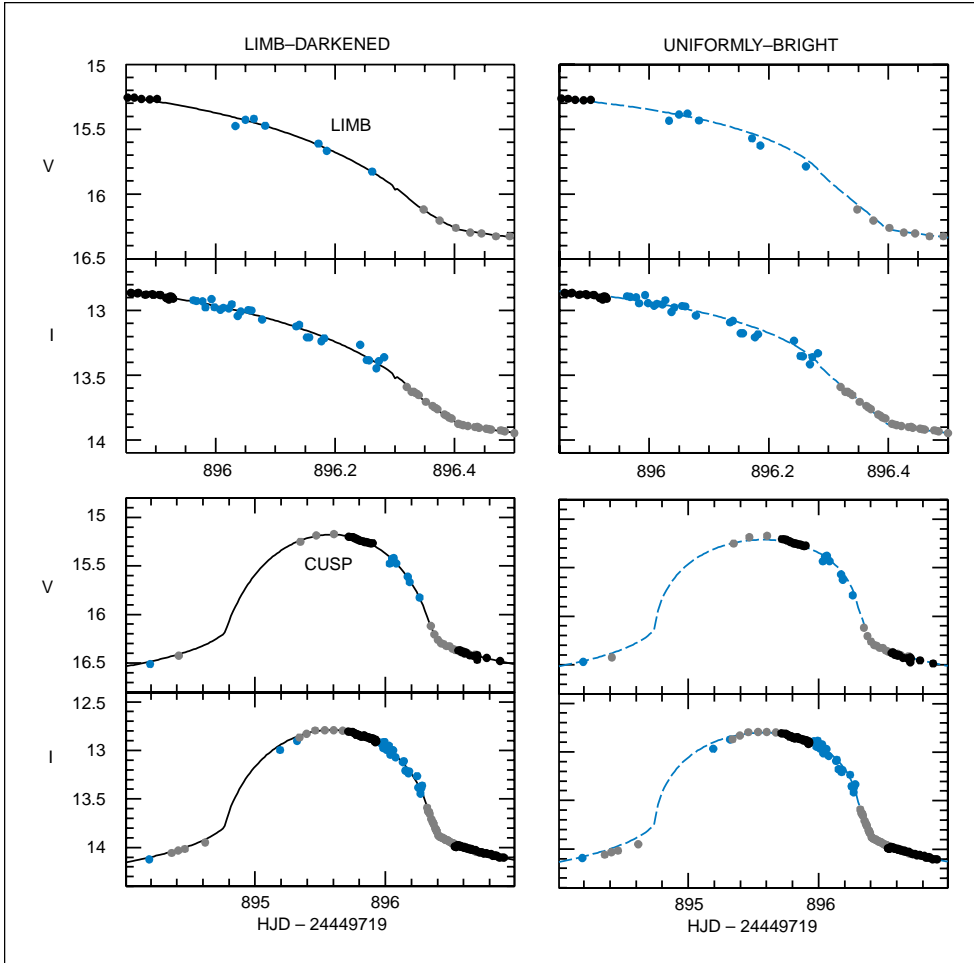 LIMB–DARKENED
UNIFORMLY–BRIGHT
15
15.5
16
16.5
V
LIMB
13
13.5
14
I
896
896.2
896.4
896
896.2
896.4
15
15.5
16
16.5
V
CUSP
12.5
13
13.5
14
I
895
896
895
896
HJD – 24449719
HJD – 24449719